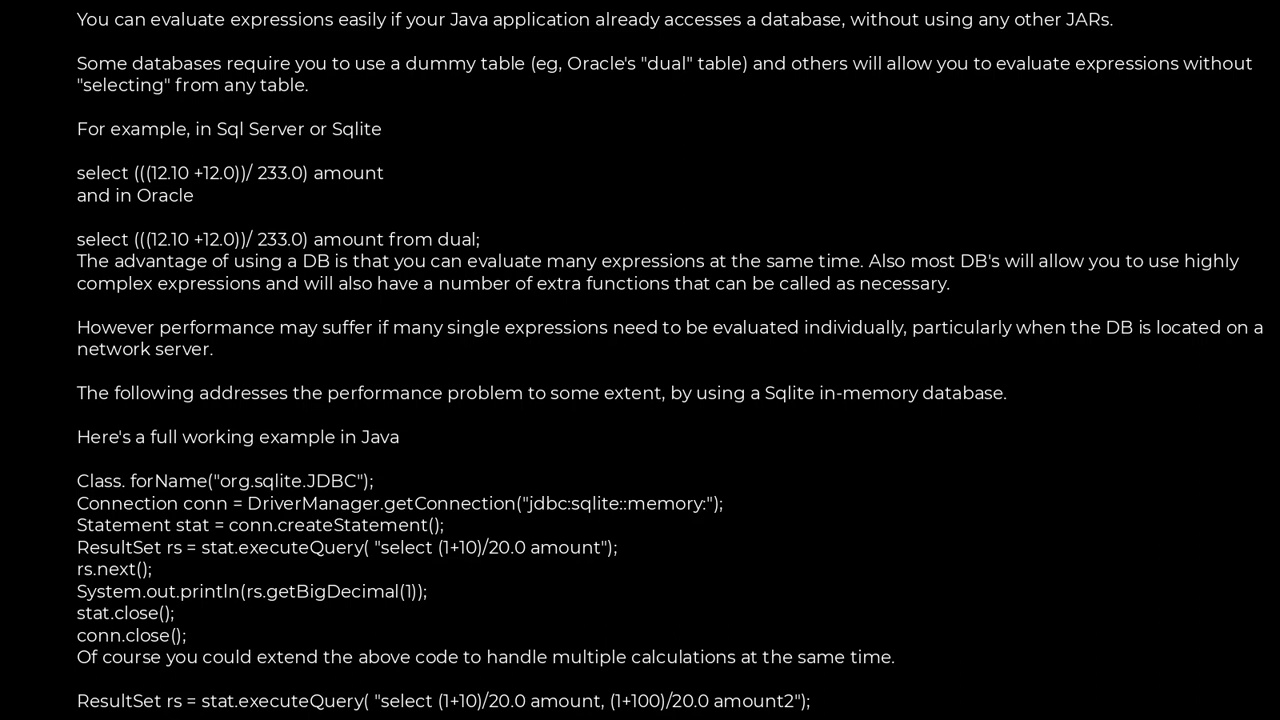 You can evaluate expressions easily if your Java application already accesses a database, without using any other JARs.
Some databases require you to use a dummy table (eg, Oracle's "dual" table) and others will allow you to evaluate expressions without
"selecting" from any table.
For example, in Sql Server or Sqlite
select (((12.10 +12.0))/ 233.0) amount
and in Oracle
select (((12.10 +12.0))/ 233.0) amount from dual;
The advantage of using a DB is that you can evaluate many expressions at the same time. Also most DB's will allow you to use highly
complex expressions and will also have a number of extra functions that can be called as necessary.
However performance may suffer if many single expressions need to be evaluated individually, particularly when the DB is located on a
network server.
The following addresses the performance problem to some extent, by using a Sqlite in-memory database.
Here's a full working example in Java
Class. forName("org.sqlite.JDBC");
Connection conn = DriverManager.getConnection("jdbc:sqlite::memory:");
Statement stat = conn.createStatement();
ResultSet rs = stat.executeQuery( "select (1+10)/20.0 amount");
rs.next();
System.out.println(rs.getBigDecimal(1));
stat.close();
conn.close();
Of course you could extend the above code to handle multiple calculations at the same time.
ResultSet rs = stat.executeQuery( "select (1+10)/20.0 amount, (1+100)/20.0 amount2");